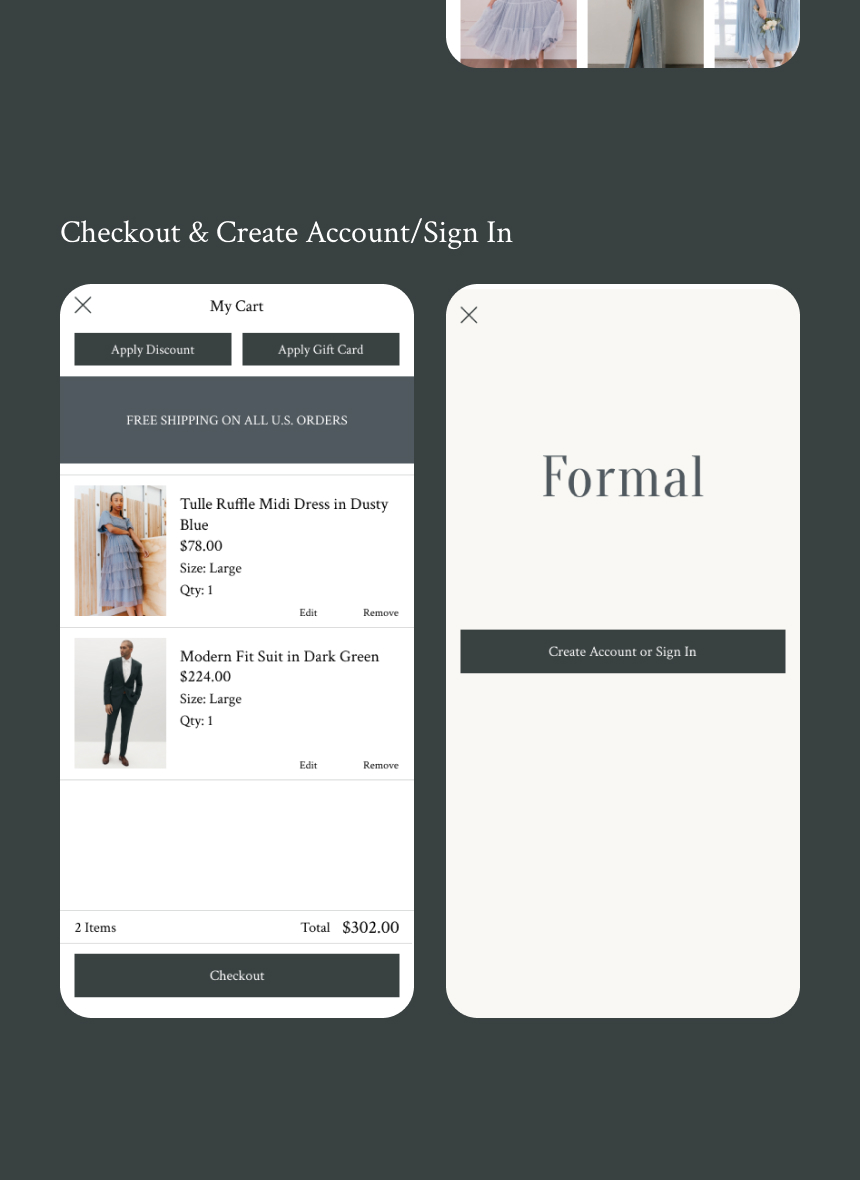 Checkout & Create Account/Sign In
My Cart
Apply Discount
Apply Gift Card
FREE SHIPPING ON ALL U.S. ORDERS
Tulle Ruffle Midi Dress in Dusty
Blue
$78.00
Size: Large
Qty: 1
Edit
Remove
Modern Fit Suit in Dark Green
$224.00
Size: Large
Qty: 1
Edit
Remove
2 Items
Total $302.00
Checkout
Formal
Create Account or Sign In